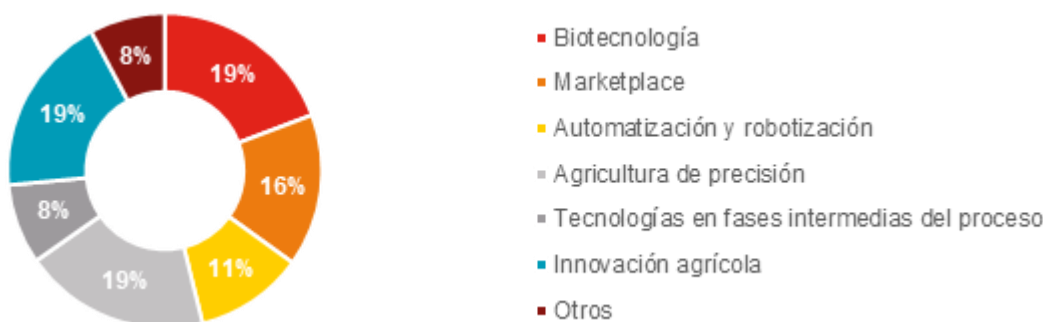 8%
19%
19%
16%
8%
19%
11%
Biotecnología
Marketplace
Automatización y robotización
Agricultura de precisión
Tecnologías en fases intermedias del proceso
Innovación agrícola
Otros